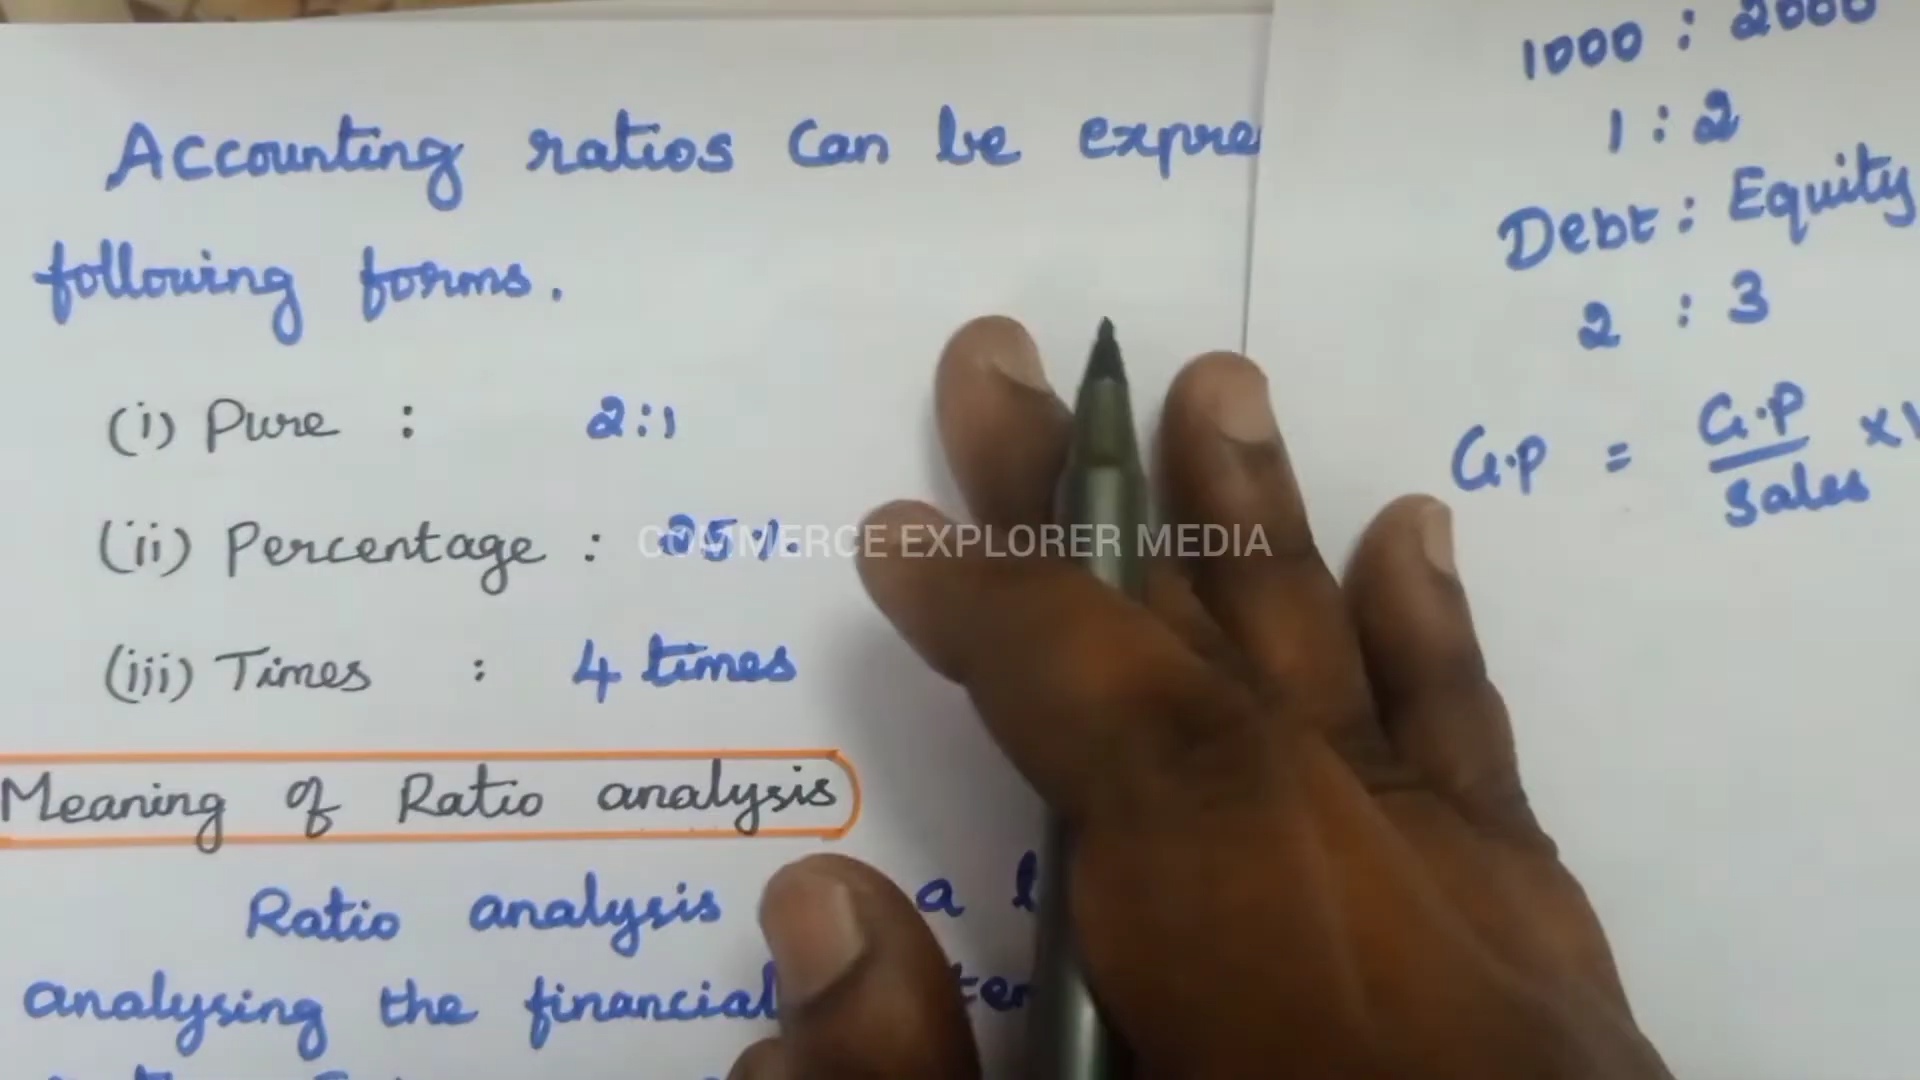 Accounting ratios can be expre
following forms.
(i) Pure : 2:1
(ii) Percentage : 25%.
(iii) Times : 4 times
Meaning of Ratio analysis
Ratio analysis a
analysing the financial
1000 : 2000
1 : 2
Debt : Equity
2 : 3
G.P = G.P / Sales ×1
COMMERCE EXPLORER MEDIA